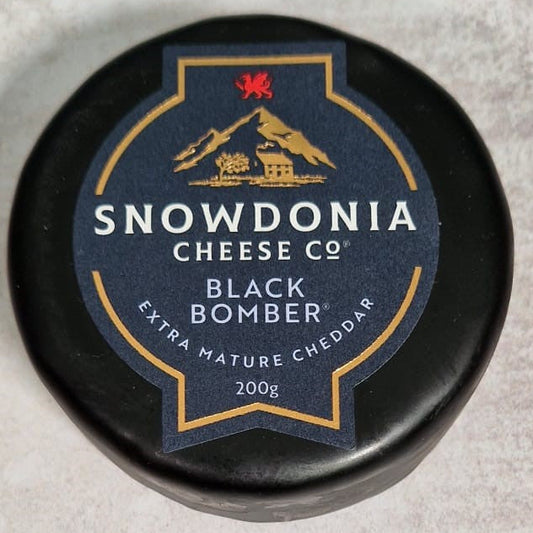 SNOWDONIA
CHEESE Co®
BLACK
BOMBER®
EXTRA MATURE CHEDDAR
200g